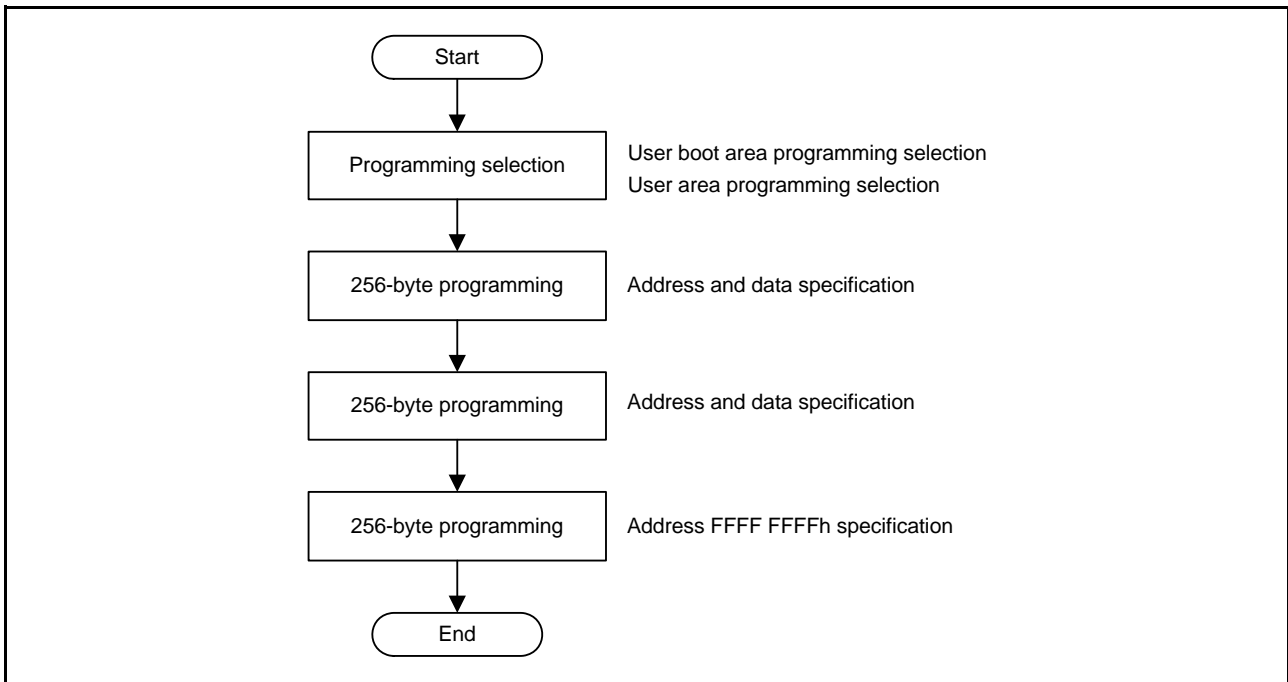 Start
Programming selection
User boot area programming selection
User area programming selection
256-byte programming
Address and data specification
256-byte programming
Address and data specification
256-byte programming
Address FFFF FFFFh specification
End